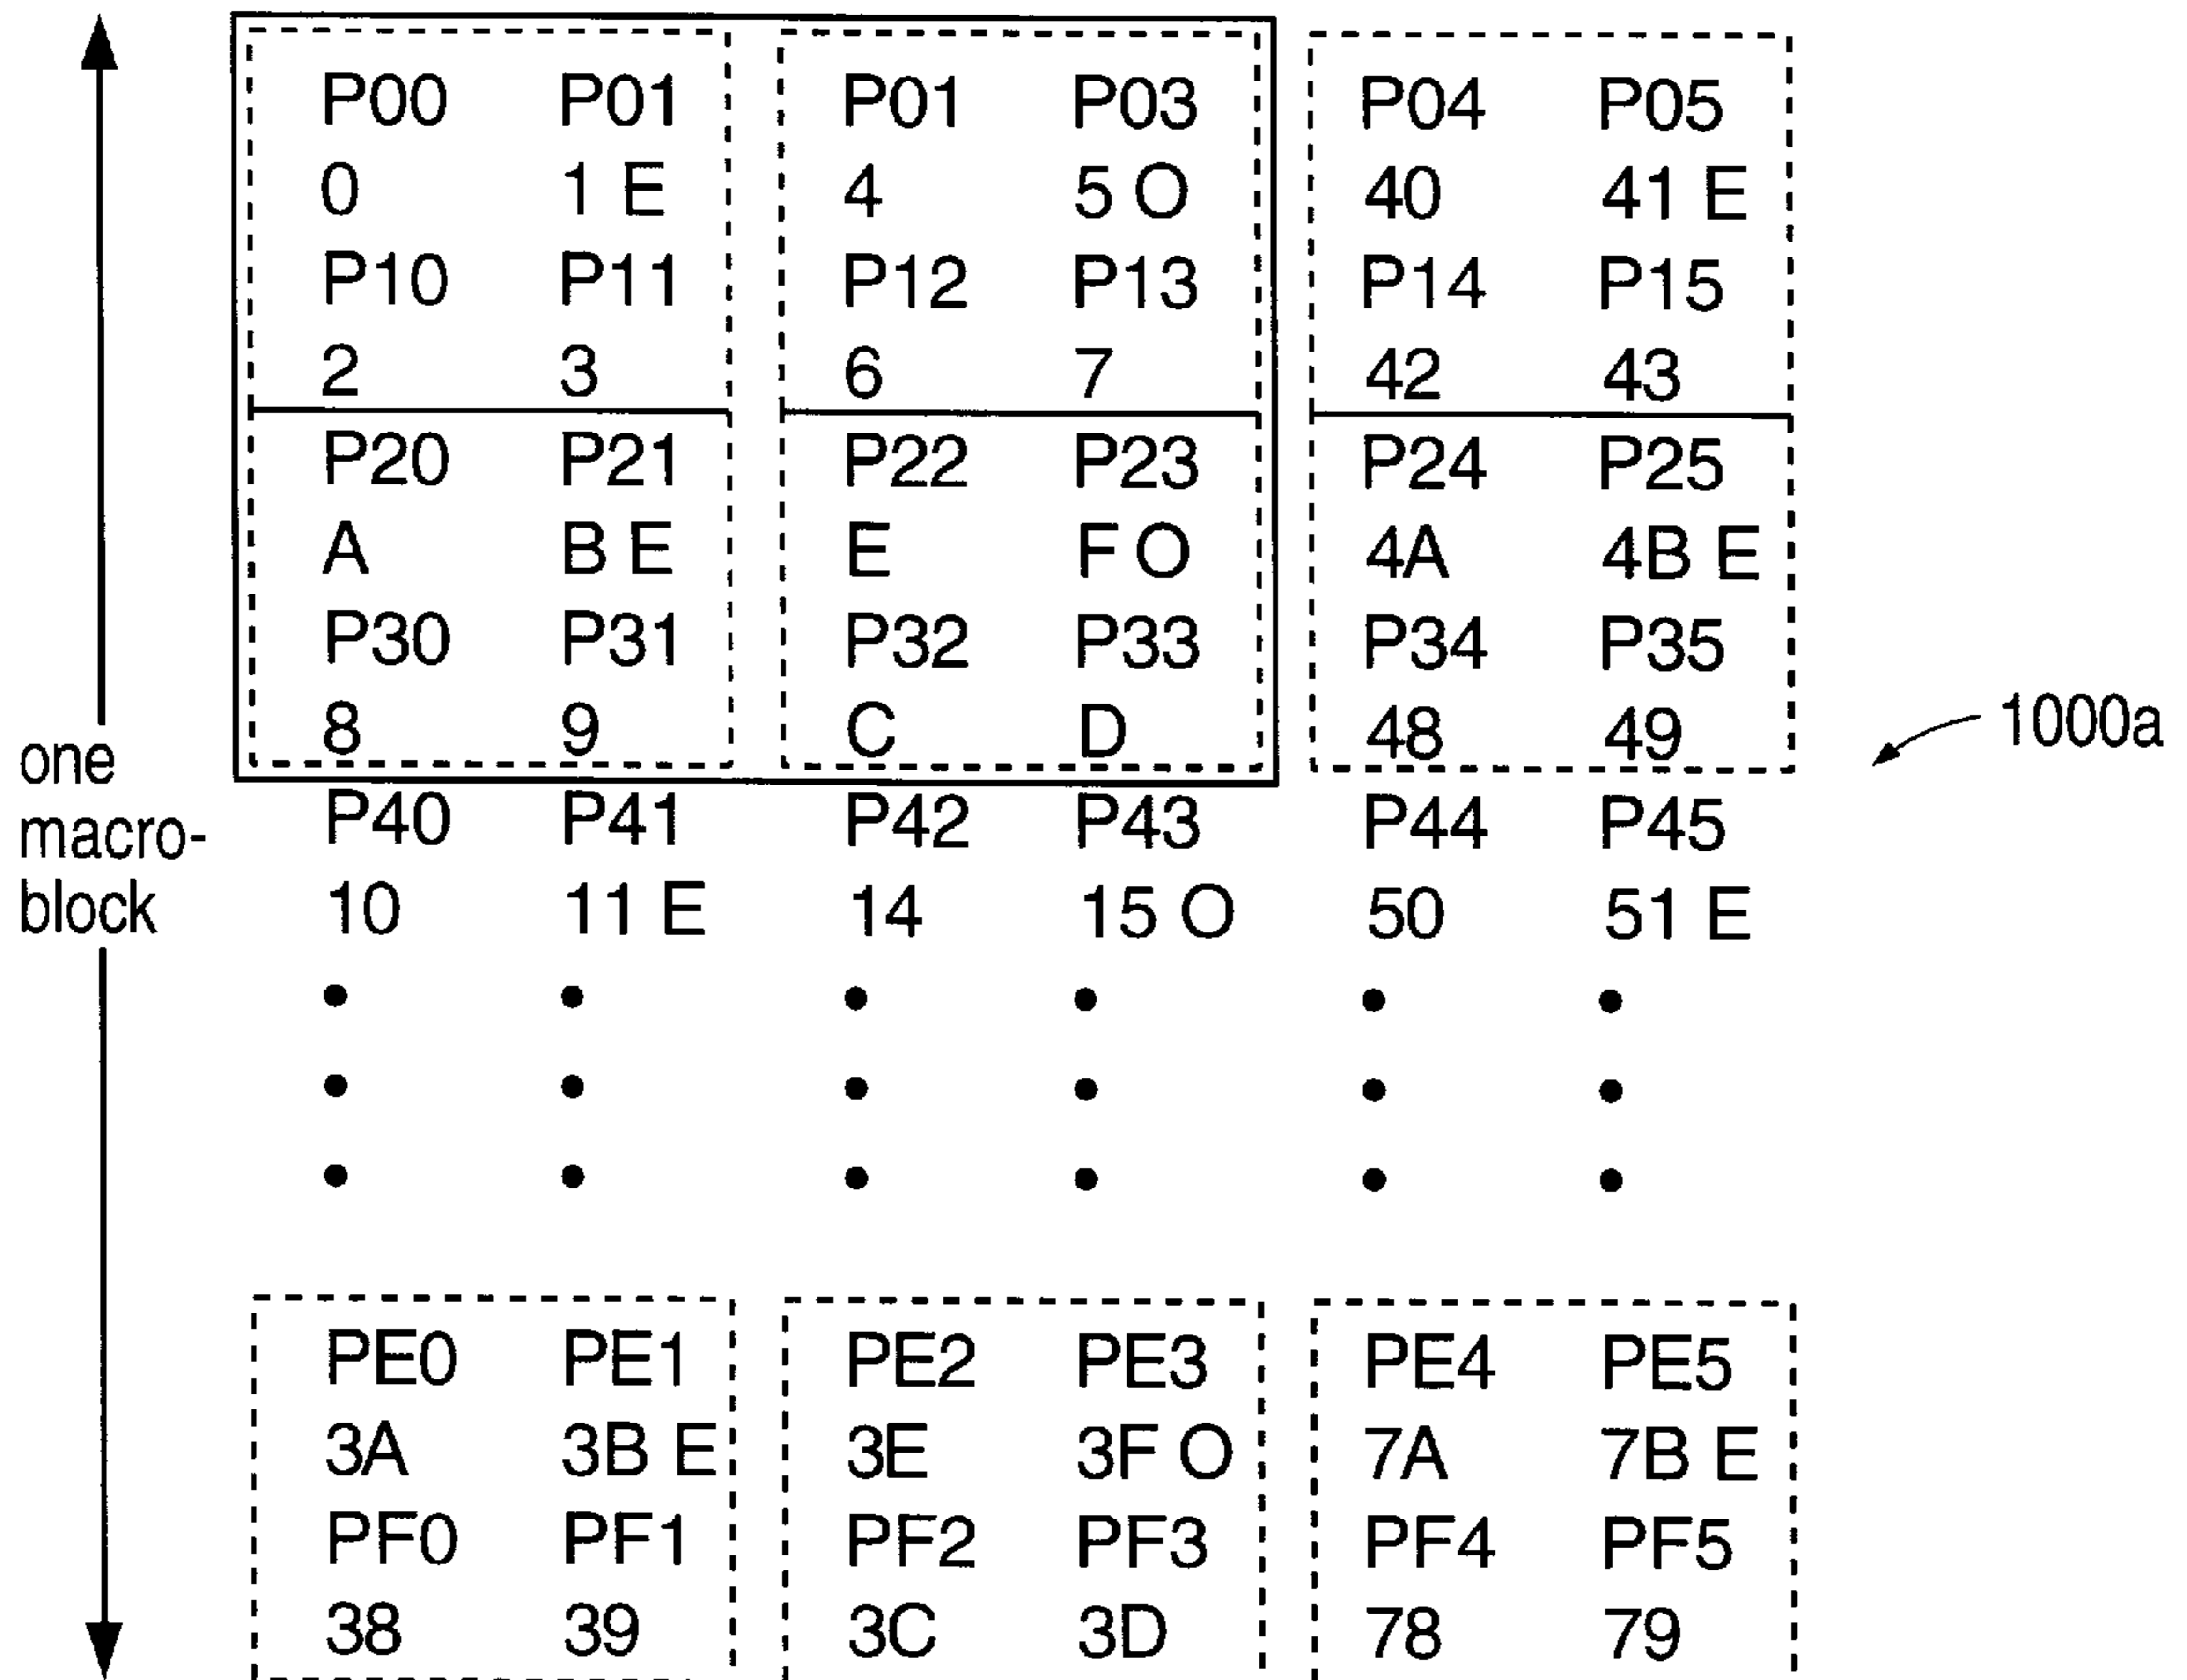 P00 P01 P01 P03 P04 P05
0 1 E 4 5 O 40 41 E
P10 P11 P12 P13 P14 P15
2 3 6 7 42 43
P20 P21 P22 P23 P24 P25
A B E E F O 4A 4B E
P30 P31 P32 P33 P34 P35
8 9 C D 48 49
1000a
one
macro-
block
P40 P41 P42 P43 P44 P45
10 11 E 14 15 O 50 51 E
PE0 PE1 PE2 PE3 PE4 PE5
3A 3B E 3E 3F O 7A 7B E
PF0 PF1 PF2 PF3 PF4 PF5
38 39 3C 3D 78 79